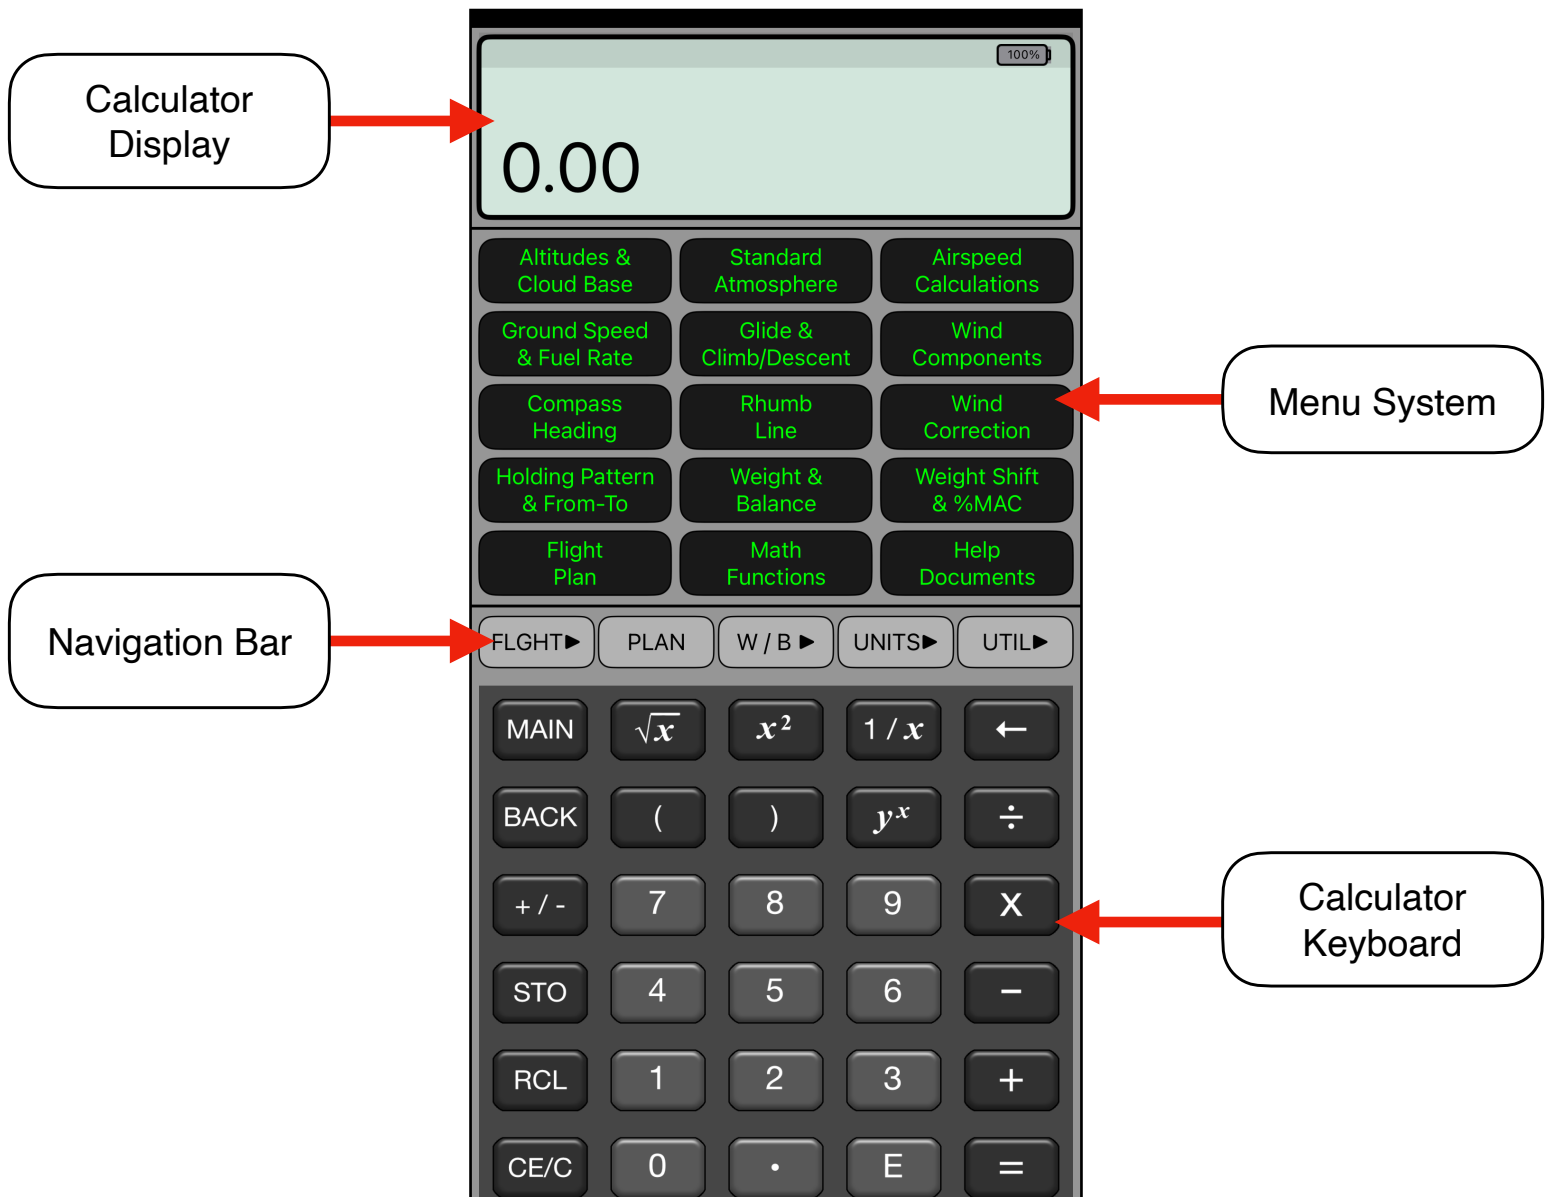 100%
Calculator
Display
0.00
Altitudes &
Cloud Base
Standard
Atmosphere
Airspeed
Calculations
Ground Speed
& Fuel Rate
Glide &
Climb/Descent
Wind
Components
Menu System
Compass
Heading
Rhumb
Line
Wind
Correction
Holding Pattern
& From-To
Weight &
Balance
Weight Shift
& %MAC
Flight
Plan
Math
Functions
Help
Documents
Navigation Bar
FLGHT▶ PLAN W / B ▶ UNITS▶ UTIL▶
MAIN √x x² 1 / x ←
BACK ( ) yˣ ÷
+ / - 7 8 9 X
Calculator
Keyboard
STO 4 5 6 −
RCL 1 2 3 +
CE/C 0 · E =